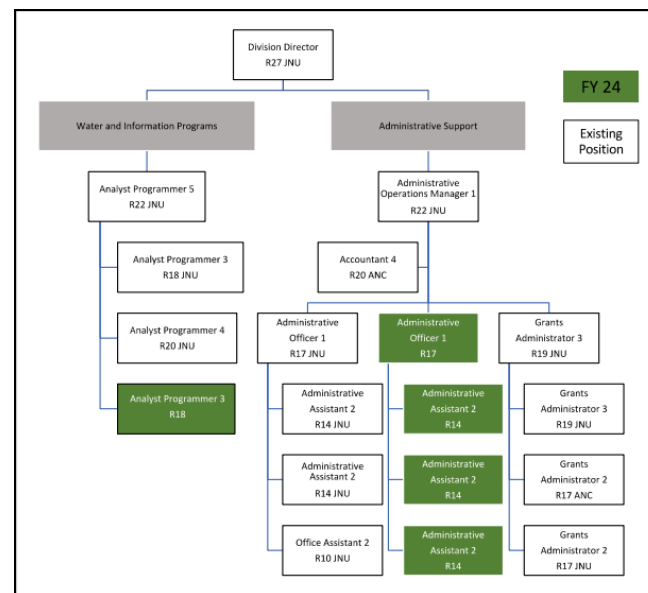 Division Director
R27 JNU
FY 24
Existing
Position
Water and Information Programs
Administrative Support
Analyst Programmer 5
R22 JNU
Administrative
Operations Manager 1
R22 JNU
Analyst Programmer 3
R18 JNU
Accountant 4
R20 ANC
Analyst Programmer 4
R20 JNU
Administrative
Officer 1
R17 JNU
Administrative
Officer 1
R17
Grants
Administrator 3
R19 JNU
Analyst Programmer 3
R18
Administrative
Assistant 2
R14 JNU
Administrative
Assistant 2
R14
Grants
Administrator 3
R19 JNU
Administrative
Assistant 2
R14 JNU
Administrative
Assistant 2
R14
Grants
Administrator 2
R17 ANC
Office Assistant 2
R10 JNU
Administrative
Assistant 2
R14
Grants
Administrator 2
R17 JNU